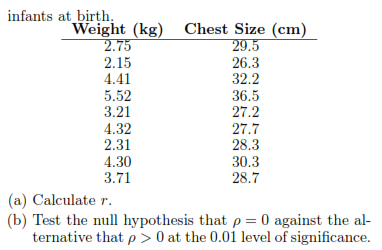 infants at birth.
Weight (kg) Chest Size (cm)
2.75 29.5
2.15 26.3
4.41 32.2
5.52 36.5
3.21 27.2
4.32 27.7
2.31 28.3
4.30 30.3
3.71 28.7
(a) Calculate r.
(b) Test the null hypothesis that ρ = 0 against the al-
ternative that ρ > 0 at the 0.01 level of significance.